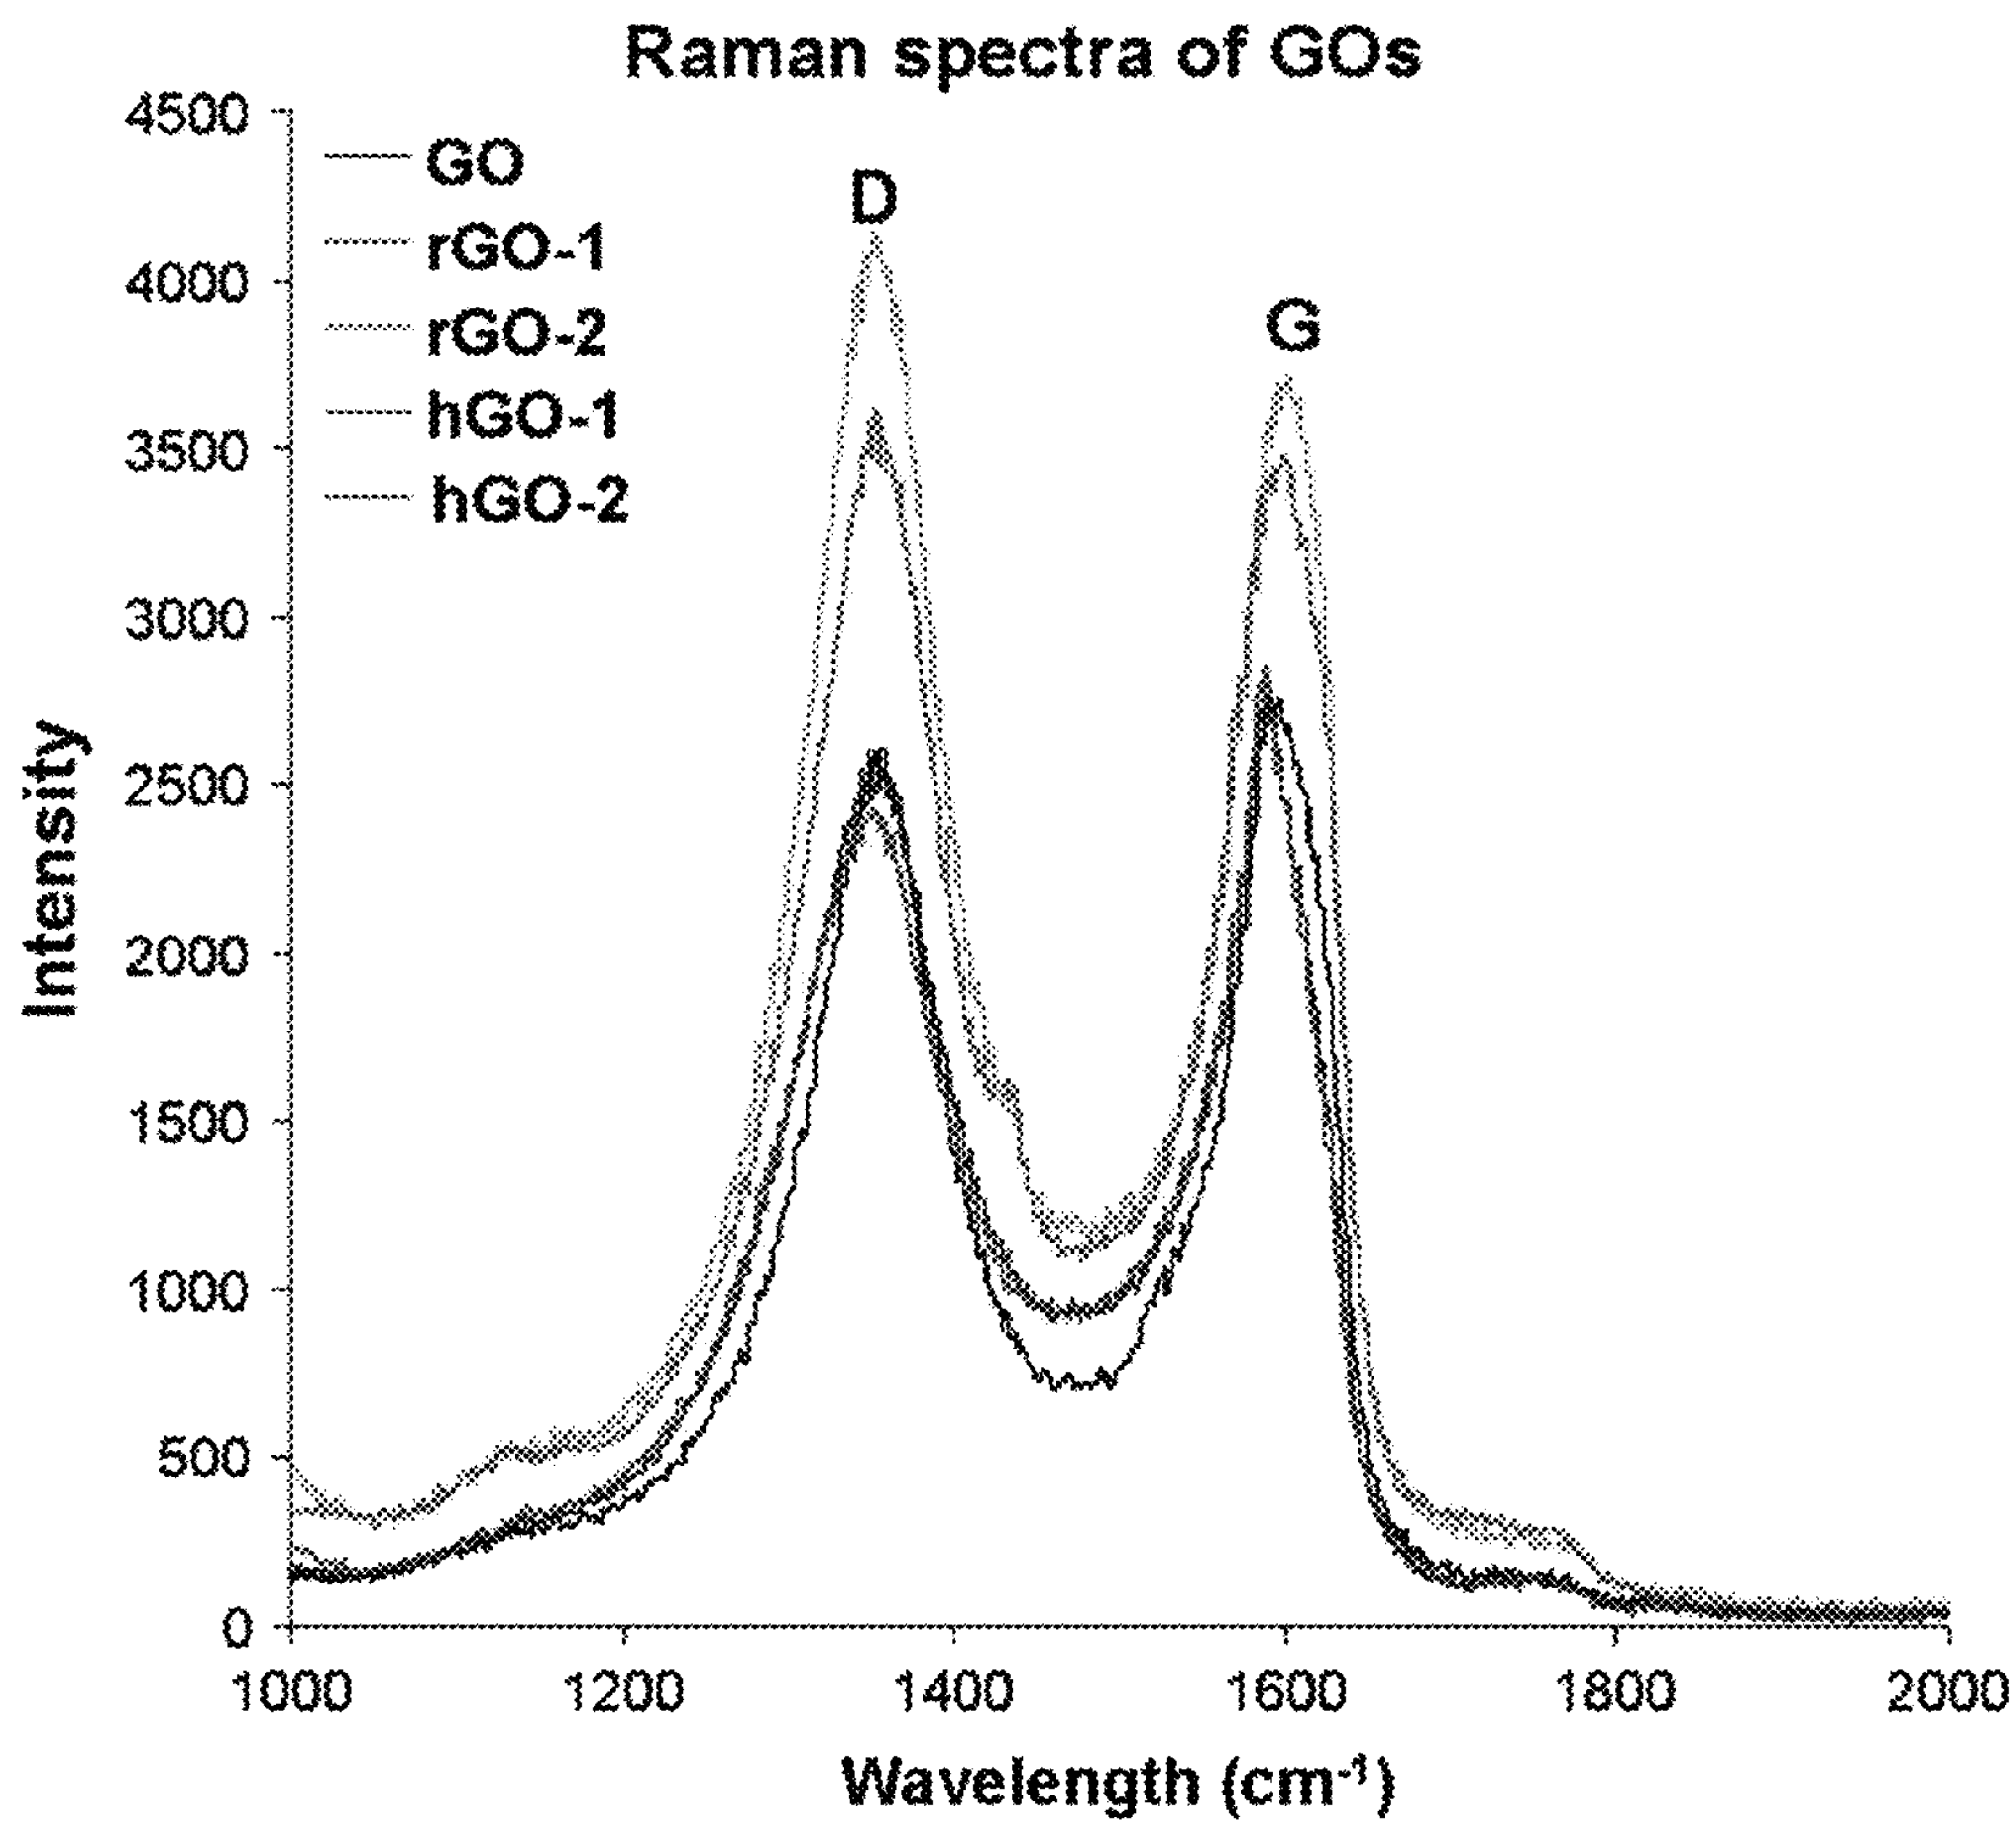 Raman spectra of GOs
4500
4000
3500
3000
2500
2000
1500
1000
500
0
GO
rGO-1
rGO-2
hGO-1
hGO-2
D
G
Intensity
1000 1200 1400 1600 1800 2000
Wavelength (cm-1)